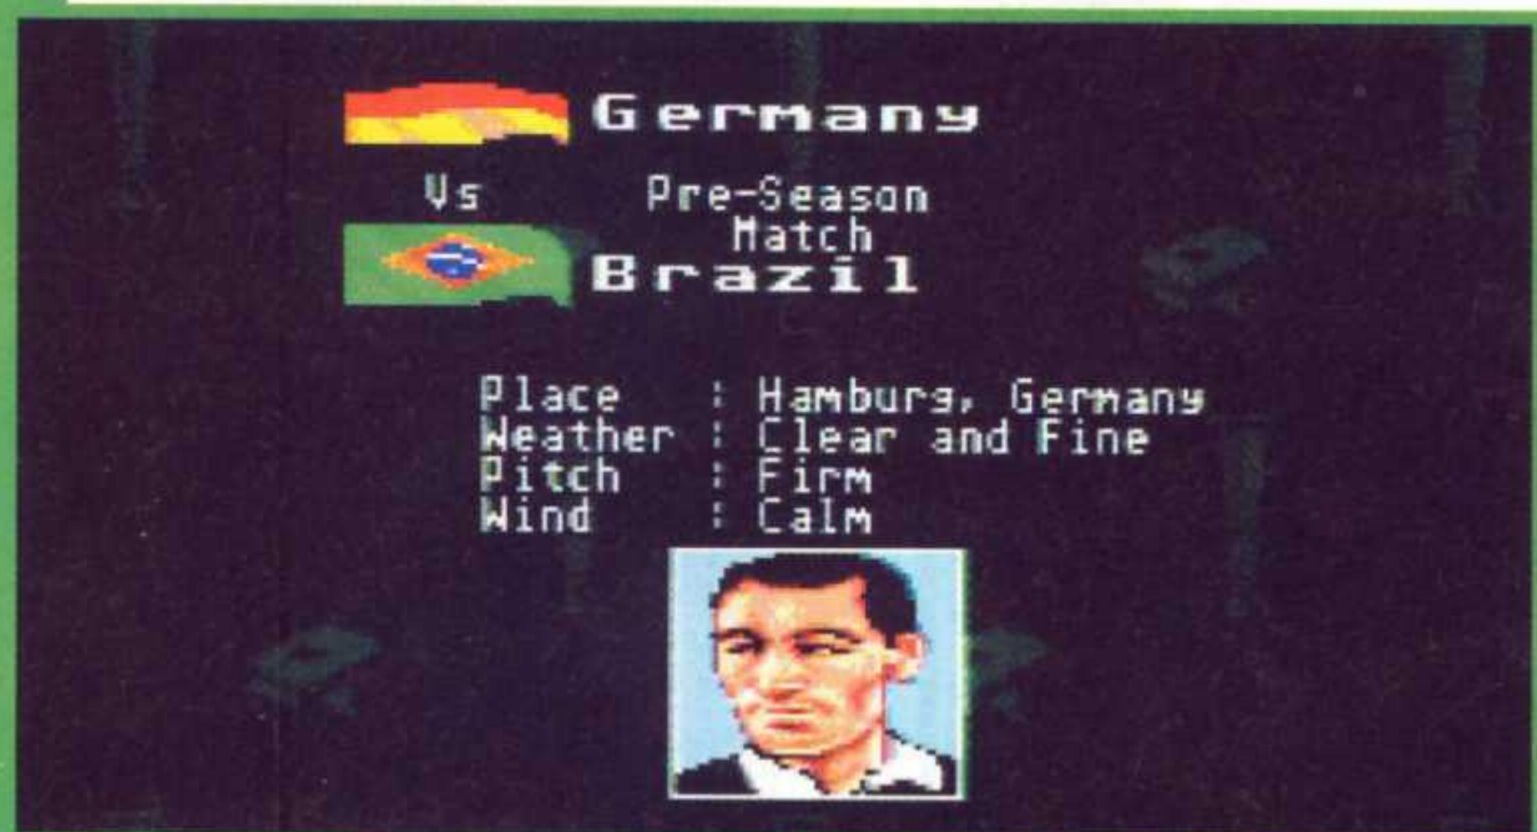 Germany
Vs Pre-Season
Match
Brazil
Place : Hamburg, Germany
Weather : Clear and Fine
Pitch : Firm
Wind : Calm